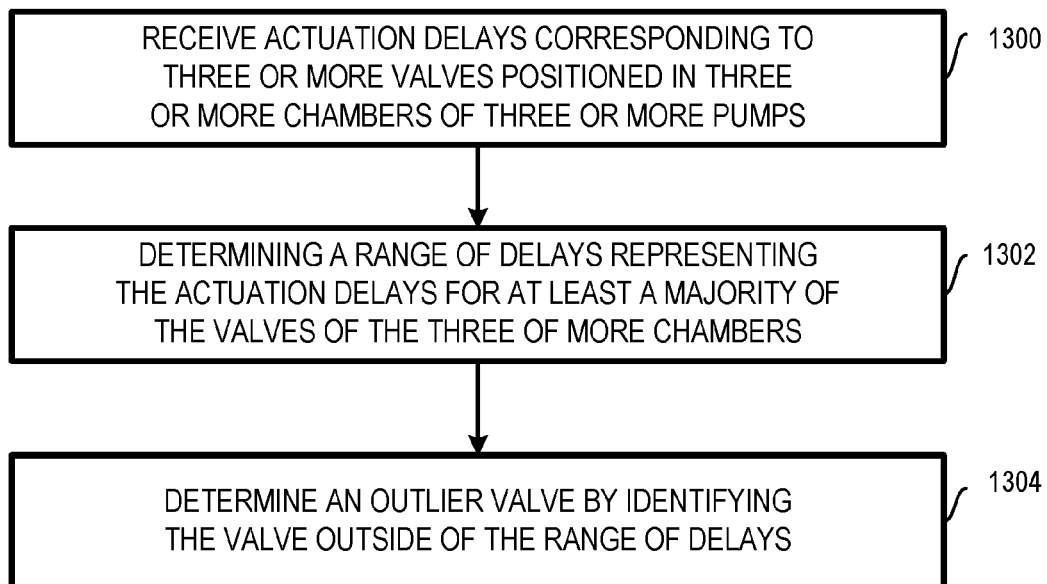 RECEIVE ACTUATION DELAYS CORRESPONDING TO
THREE OR MORE VALVES POSITIONED IN THREE
OR MORE CHAMBERS OF THREE OR MORE PUMPS
1300
DETERMINING A RANGE OF DELAYS REPRESENTING
THE ACTUATION DELAYS FOR AT LEAST A MAJORITY OF
THE VALVES OF THE THREE OF MORE CHAMBERS
1302
DETERMINE AN OUTLIER VALVE BY IDENTIFYING
THE VALVE OUTSIDE OF THE RANGE OF DELAYS
1304